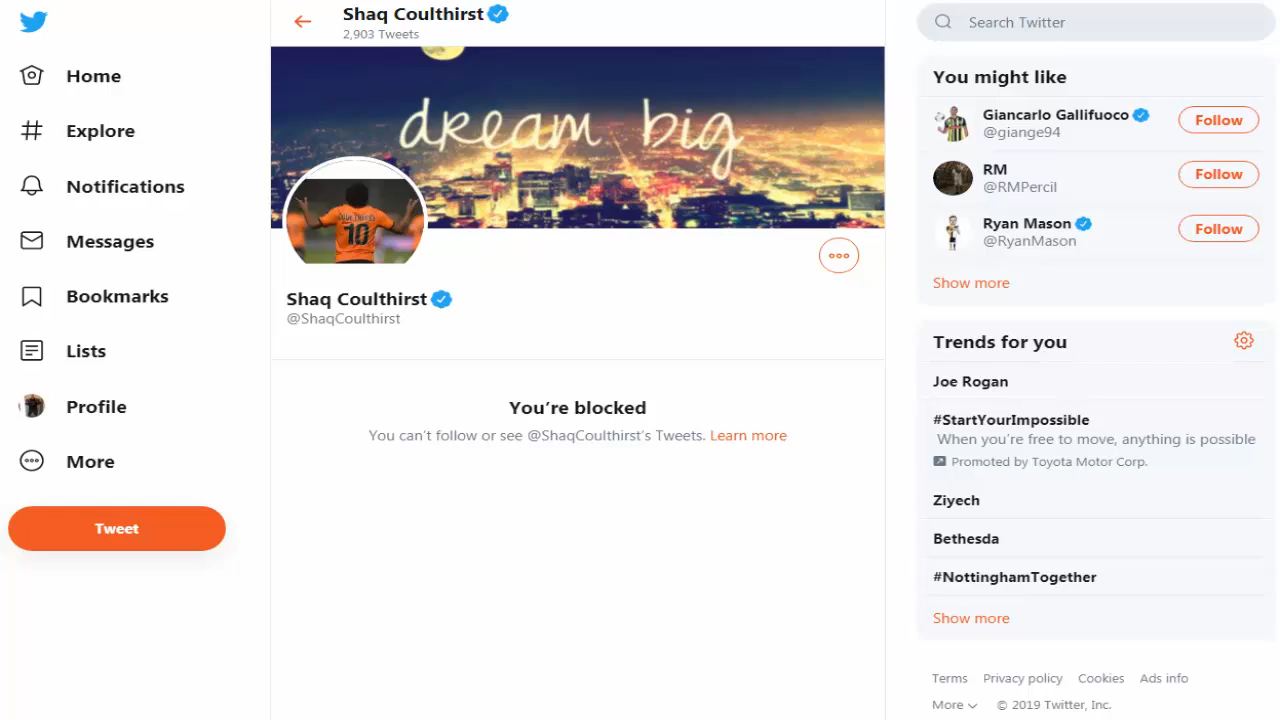 Home
Explore
Notifications
Messages
Bookmarks
Lists
Profile
More
Tweet
Shaq Coulthirst
2,903 Tweets
dream big
10
Shaq Coulthirst
@ShaqCoulthirst
You're blocked
You can't follow or see @ShaqCoulthirst's Tweets. Learn more
Search Twitter
You might like
Giancarlo Gallifuoco
@giange94
Follow
RM
@RMPercil
Follow
Ryan Mason
@RyanMason
Follow
Show more
Trends for you
Joe Rogan
#StartYourImpossible
When you're free to move, anything is possible
Promoted by Toyota Motor Corp.
Ziyech
Bethesda
#NottinghamTogether
Show more
Terms Privacy policy Cookies Ads info
More © 2019 Twitter, Inc.